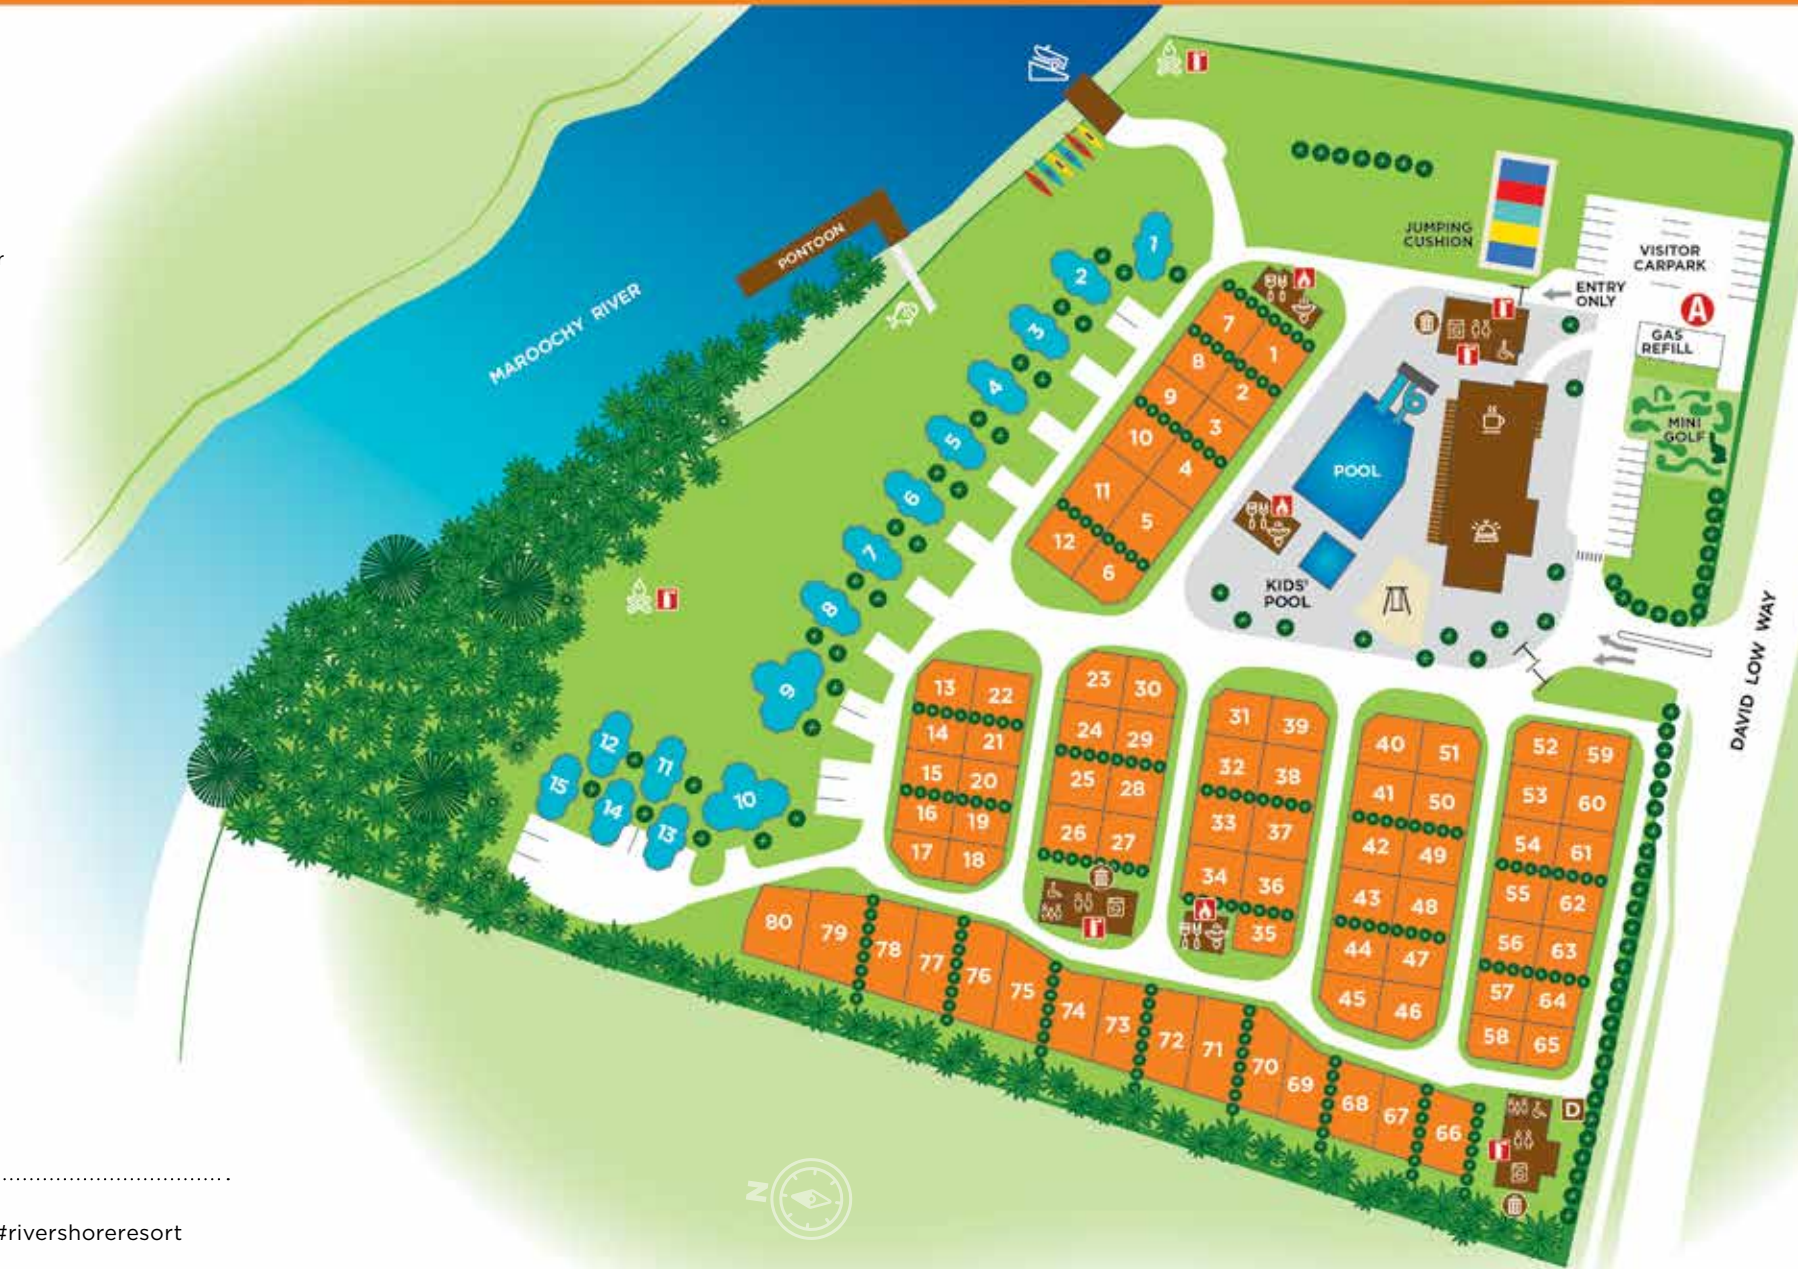 r
MAROOCHY RIVER
PONTOON
JUMPING
CUSHION
VISITOR
CARPARK
ENTRY
ONLY
A
GAS
REFILL
MINI
GOLF
POOL
KIDS'
POOL
DAVID LOW WAY
1
2
3
4
5
6
7
8
9
10
11
12
13
14
15
7
1
8
2
9
3
10
4
11
5
12
6
13 22
14 21
15 20
16 19
17 18
23 30
24 29
25 28
26 27
31 39
32 38
33 37
34 36
35
40 51
41 50
42 49
43 48
44 47
45 46
52 59
53 60
54 61
55 62
56 63
57 64
58 65
80 79 78 77 76 75 74 73 72 71 70 69 68 67 66
D
N
#rivershoreresort